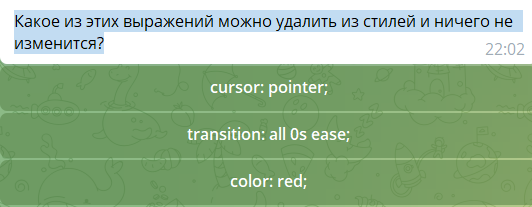 Какое из этих выражений можно удалить из стилей и ничего не
изменится?
22:02
cursor: pointer;
transition: all 0s ease;
color: red;